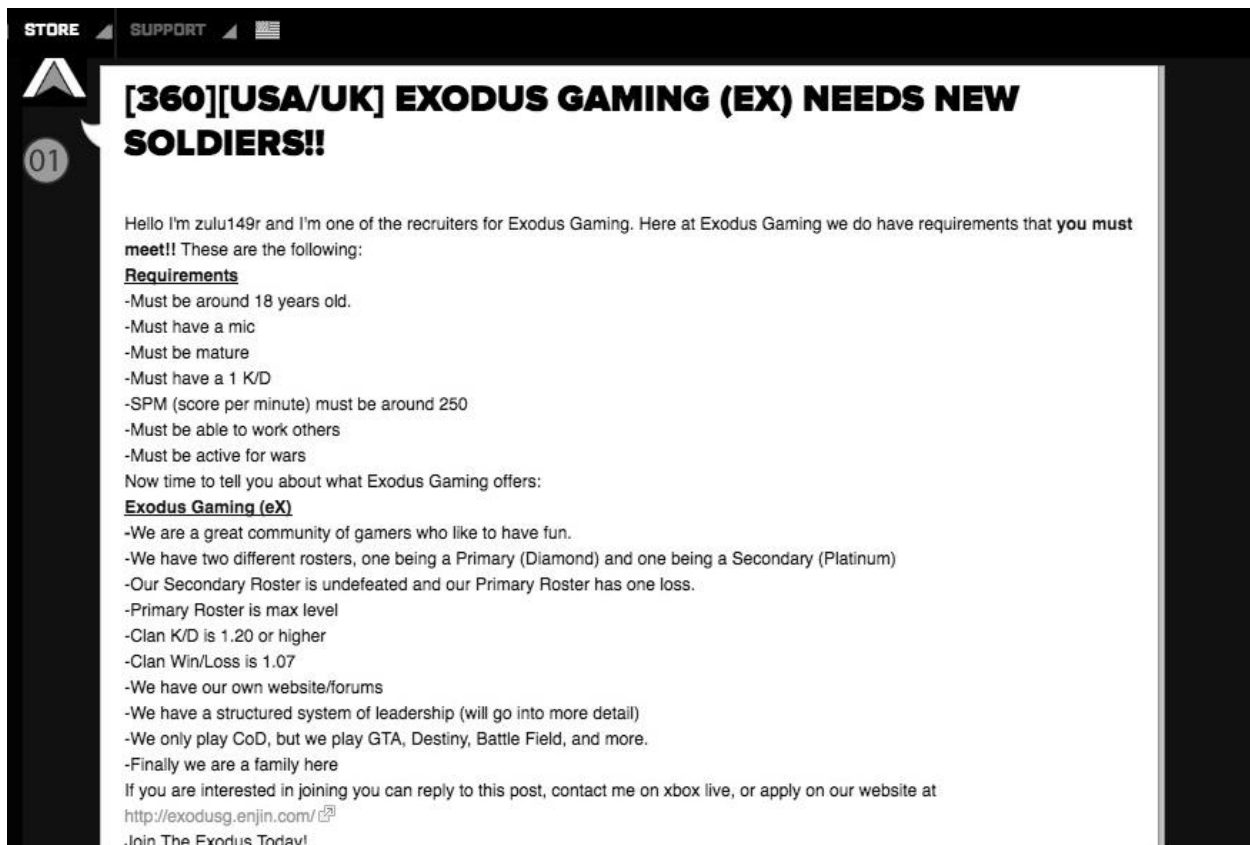 STORE SUPPORT
[360][USA/UK] EXODUS GAMING (EX) NEEDS NEW
SOLDIERS!!
01
Hello I'm zulu149r and I'm one of the recruiters for Exodus Gaming. Here at Exodus Gaming we do have requirements that you must
meet!! These are the following:
Requirements
-Must be around 18 years old.
-Must have a mic
-Must be mature
-Must have a 1 K/D
-SPM (score per minute) must be around 250
-Must be able to work others
-Must be active for wars
Now time to tell you about what Exodus Gaming offers:
Exodus Gaming (eX)
-We are a great community of gamers who like to have fun.
-We have two different rosters, one being a Primary (Diamond) and one being a Secondary (Platinum)
-Our Secondary Roster is undefeated and our Primary Roster has one loss.
-Primary Roster is max level
-Clan K/D is 1.20 or higher
-Clan Win/Loss is 1.07
-We have our own website/forums
-We have a structured system of leadership (will go into more detail)
-We only play CoD, but we play GTA, Destiny, Battle Field, and more.
-Finally we are a family here
If you are interested in joining you can reply to this post, contact me on xbox live, or apply on our website at
http://exodusg.enjin.com/
Join The Exodus Today!